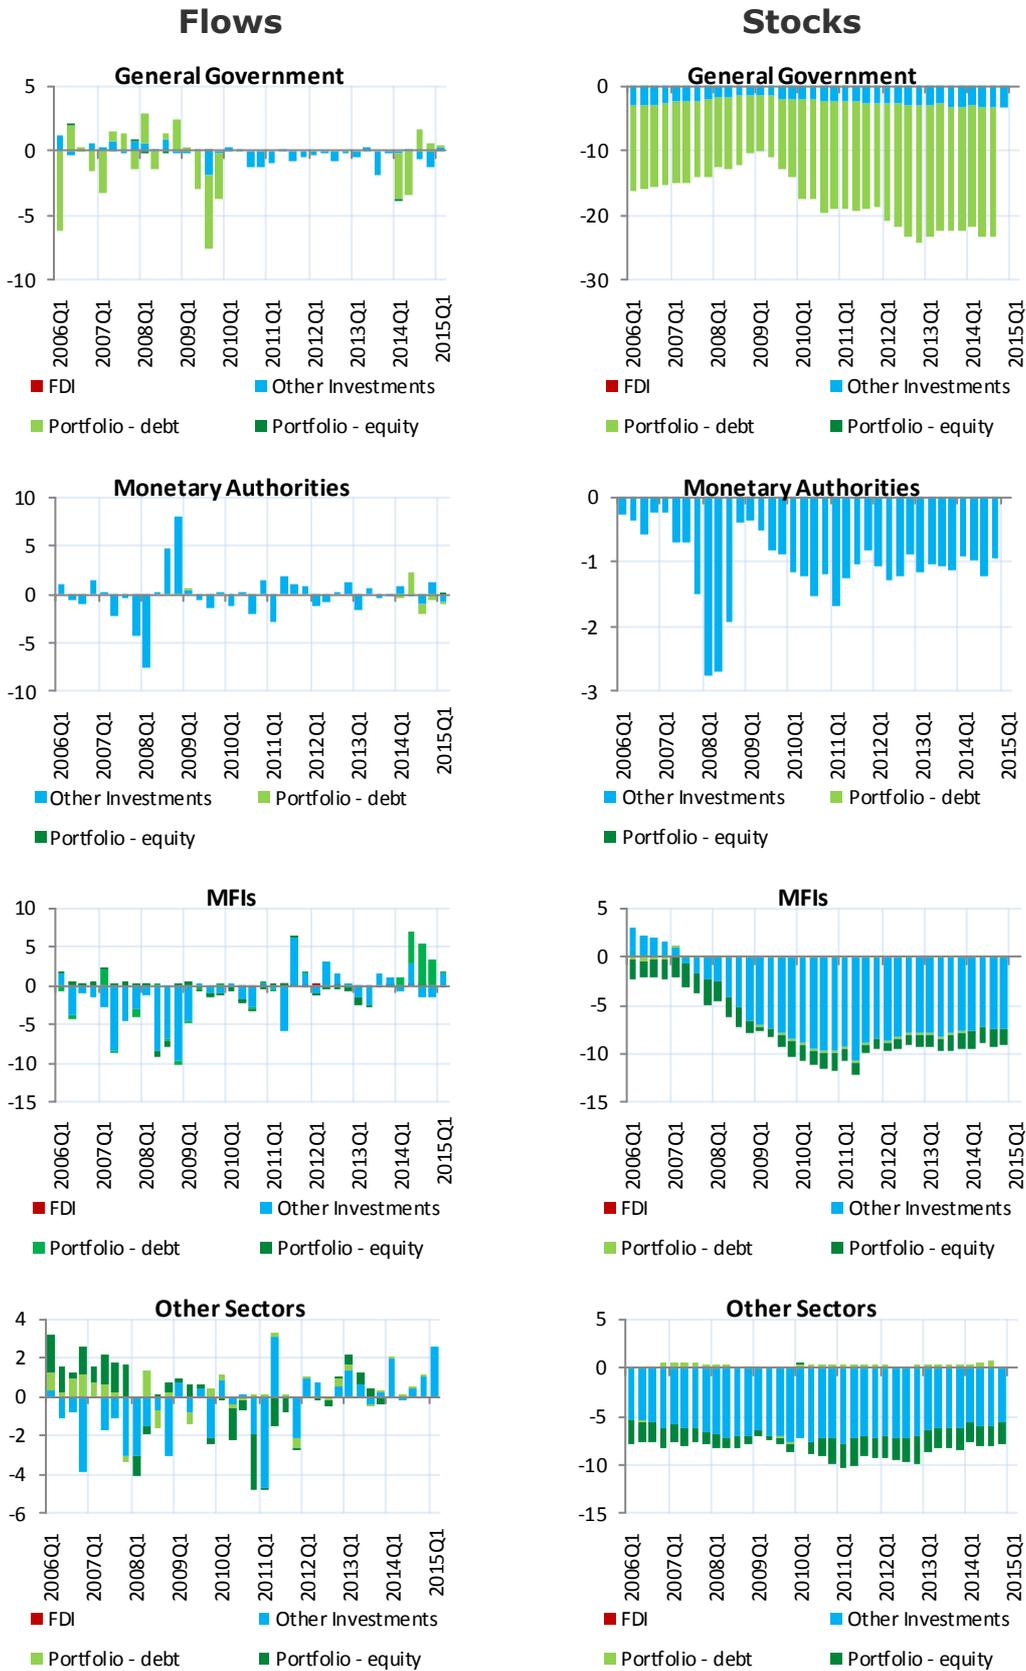 Flows
Stocks
General Government
5
0
-5
-10
2006Q1
2007Q1
2008Q1
2009Q1
2010Q1
2011Q1
2012Q1
2013Q1
2014Q1
2015Q1
FDI
Other Investments
Portfolio - debt
Portfolio - equity
General Government
0
-10
-20
-30
2006Q1
2007Q1
2008Q1
2009Q1
2010Q1
2011Q1
2012Q1
2013Q1
2014Q1
2015Q1
FDI
Other Investments
Portfolio - debt
Portfolio - equity
Monetary Authorities
10
5
0
-5
-10
2006Q1
2007Q1
2008Q1
2009Q1
2010Q1
2011Q1
2012Q1
2013Q1
2014Q1
2015Q1
Other Investments
Portfolio - debt
Portfolio - equity
Monetary Authorities
0
-1
-2
-3
2006Q1
2007Q1
2008Q1
2009Q1
2010Q1
2011Q1
2012Q1
2013Q1
2014Q1
2015Q1
Other Investments
Portfolio - debt
Portfolio - equity
MFIs
10
5
0
-5
-10
-15
2006Q1
2007Q1
2008Q1
2009Q1
2010Q1
2011Q1
2012Q1
2013Q1
2014Q1
2015Q1
FDI
Other Investments
Portfolio - debt
Portfolio - equity
MFIs
5
0
-5
-10
-15
2006Q1
2007Q1
2008Q1
2009Q1
2010Q1
2011Q1
2012Q1
2013Q1
2014Q1
2015Q1
FDI
Other Investments
Portfolio - debt
Portfolio - equity
Other Sectors
4
2
0
-2
-4
-6
2006Q1
2007Q1
2008Q1
2009Q1
2010Q1
2011Q1
2012Q1
2013Q1
2014Q1
2015Q1
FDI
Other Investments
Portfolio - debt
Portfolio - equity
Other Sectors
5
0
-5
-10
-15
2006Q1
2007Q1
2008Q1
2009Q1
2010Q1
2011Q1
2012Q1
2013Q1
2014Q1
2015Q1
FDI
Other Investments
Portfolio - debt
Portfolio - equity